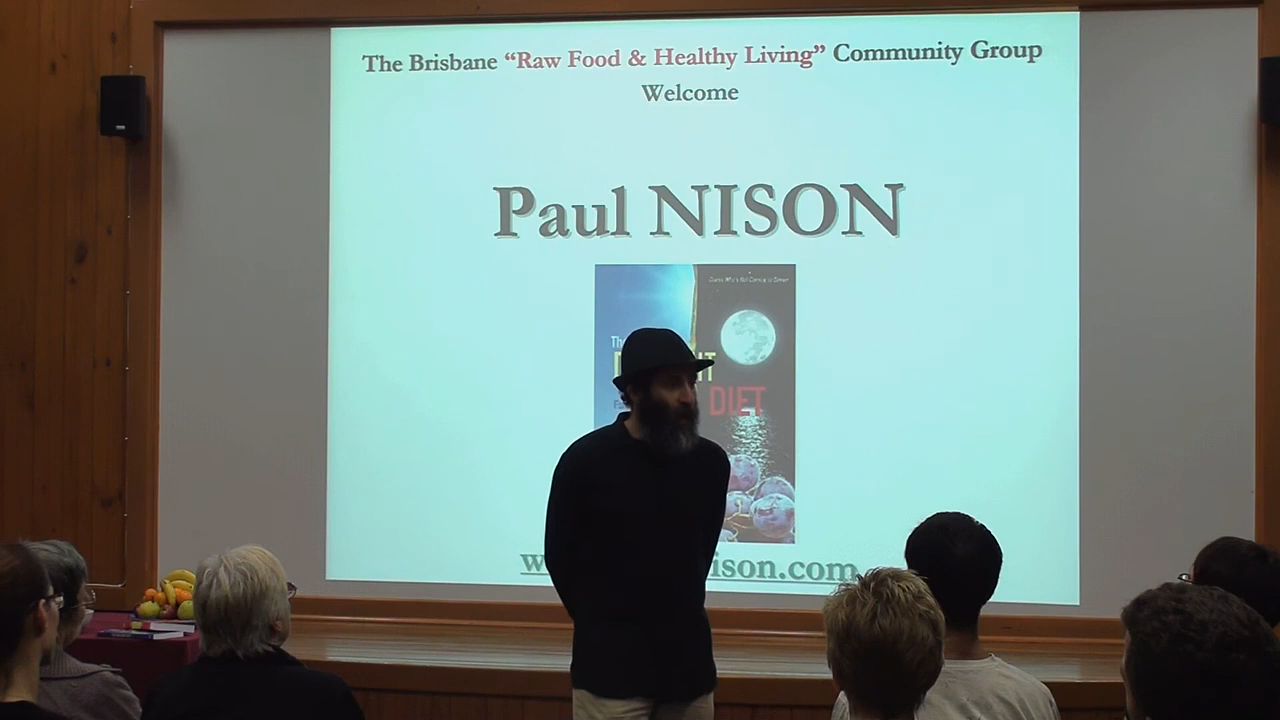 The Brisbane “Raw Food & Healthy Living” Community Group
Welcome
Paul NISON
DIET
ison.com